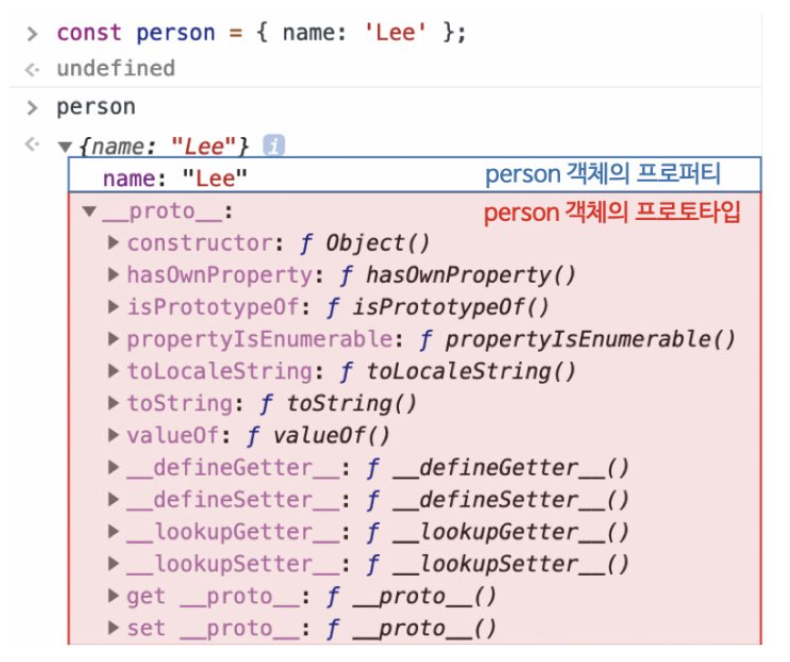 > const person = { name: 'Lee' };
<· undefined
> person
<· ▼{name: "Lee"} i
name: "Lee" person 객체의 프로퍼티
▼__proto__: person 객체의 프로토타입
▶constructor: ƒ Object()
▶hasOwnProperty: ƒ hasOwnProperty()
▶isPrototypeOf: ƒ isPrototypeOf()
▶propertyIsEnumerable: ƒ propertyIsEnumerable()
▶toLocaleString: ƒ toLocaleString()
▶toString: ƒ toString()
▶valueOf: ƒ valueOf()
▶__defineGetter__: ƒ __defineGetter__()
▶__defineSetter__: ƒ __defineSetter__()
▶__lookupGetter__: ƒ __lookupGetter__()
▶__lookupSetter__: ƒ __lookupSetter__()
▶get __proto__: ƒ __proto__()
▶set __proto__: ƒ __proto__()